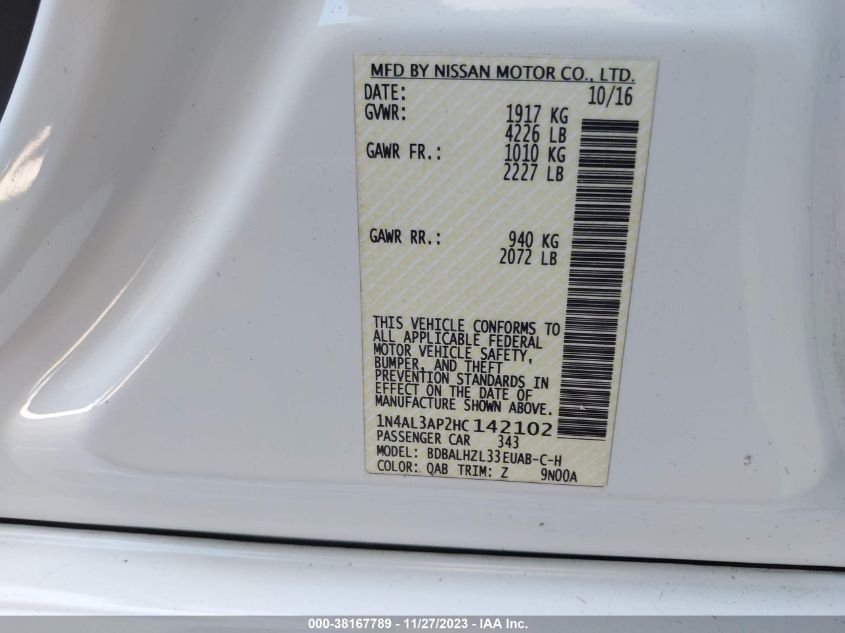 MFD BY NISSAN MOTOR CO., LTD.
DATE: 10/16
GVWR: 1917 KG
4226 LB
GAWR FR.: 1010 KG
2227 LB
GAWR RR.: 940 KG
2072 LB
THIS VEHICLE CONFORMS TO
ALL APPLICABLE FEDERAL
MOTOR VEHICLE SAFETY,
BUMPER, AND THEFT
PREVENTION STANDARDS IN
EFFECT ON THE DATE OF
MANUFACTURE SHOWN ABOVE.
1N4AL3AP2HC142102
PASSENGER CAR 343
MODEL: BDBALHZL33EUAB-C-H
COLOR: QAB TRIM: Z 9N00A
000-38167789 - 11/27/2023 - IAA Inc.